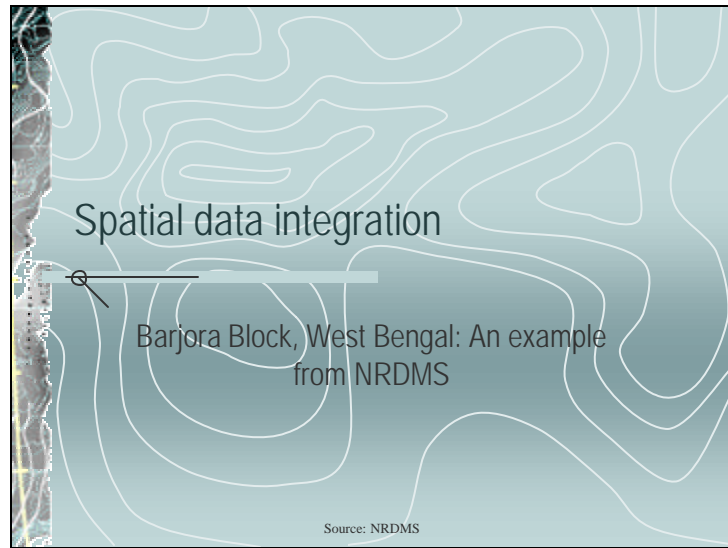 Spatial data integration
Barjora Block, West Bengal: An example
from NRDMS
Source: NRDMS